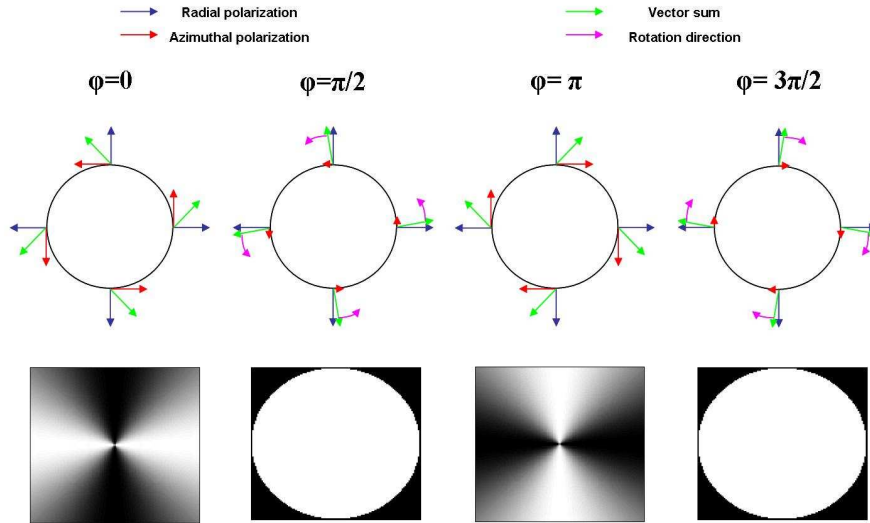 Radial polarization
Azimuthal polarization
Vector sum
Rotation direction
φ=0
φ=π/2
φ= π
φ= 3π/2